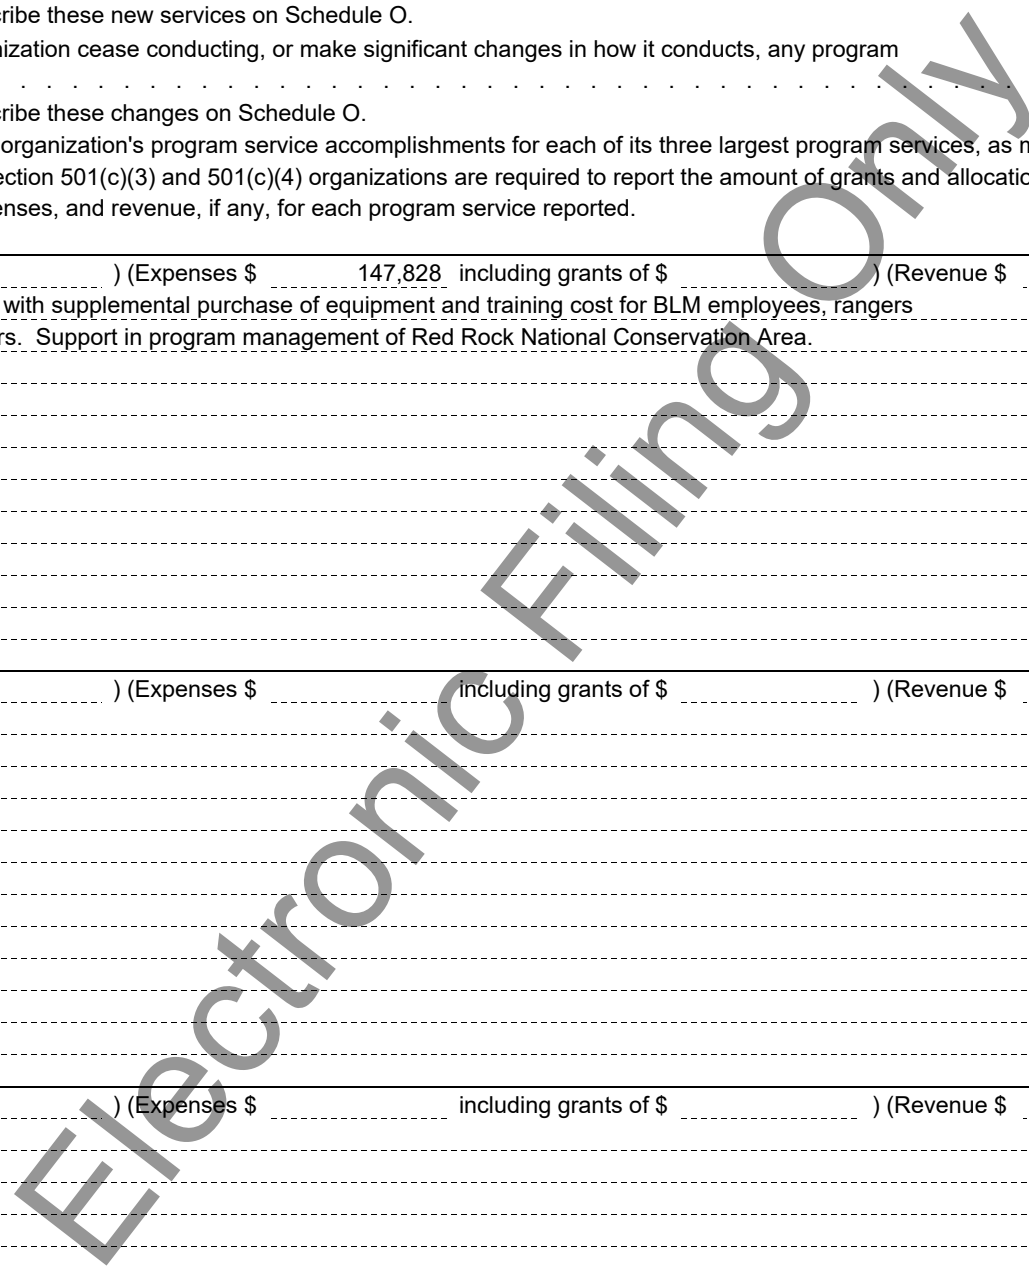 cribe these new services on Schedule O.
nization cease conducting, or make significant changes in how it conducts, any program
. . . . . . . . . . . . . . . . . . . . . . . . . . . . . . . . . . . . . . .
cribe these changes on Schedule O.
organization's program service accomplishments for each of its three largest program services, as m
ection 501(c)(3) and 501(c)(4) organizations are required to report the amount of grants and allocatio
enses, and revenue, if any, for each program service reported.
) (Expenses $ 147,828 including grants of $ ) (Revenue $
with supplemental purchase of equipment and training cost for BLM employees, rangers
rs. Support in program management of Red Rock National Conservation Area.
) (Expenses $ including grants of $ ) (Revenue $
) (Expenses $ including grants of $ ) (Revenue $
Electronic Filing Only